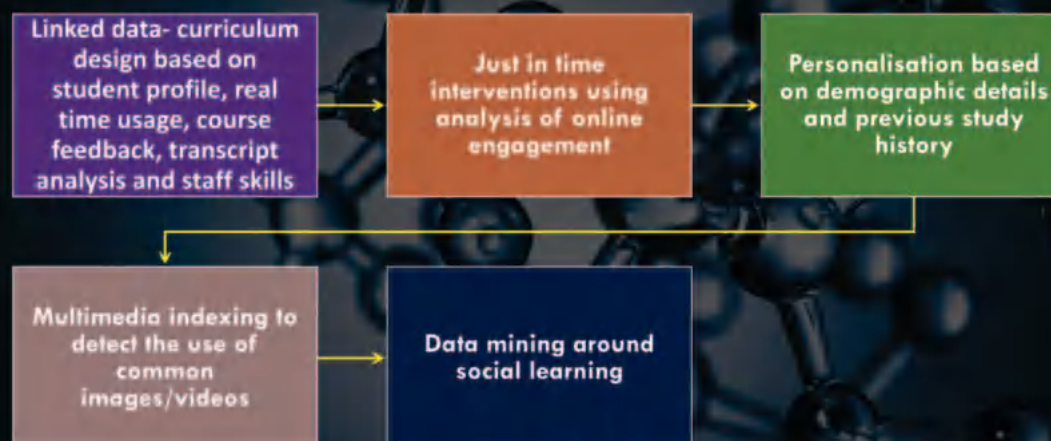 Linked data- curriculum
design based on
student profile, real
time usage, course
feedback, transcript
analysis and staff skills
Just in time
interventions using
analysis of online
engagement
Personalisation based
on demographic details
and previous study
history
Multimedia indexing to
detect the use of
common
images/videos
Data mining around
social learning